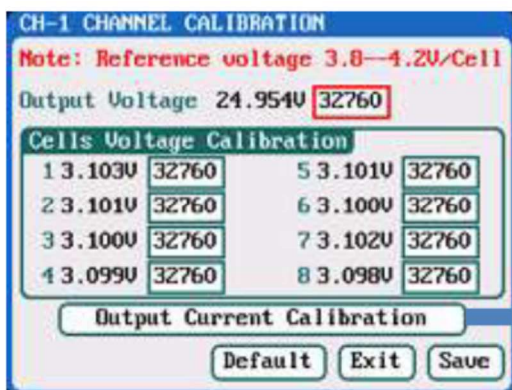 CH-1 CHANNEL CALIBRATION
Note: Reference voltage 3.8--4.2V/Cell
Output Voltage 24.954V 32760
Cells Voltage Calibration
1 3.103V 32760 5 3.101V 32760
2 3.101V 32760 6 3.100V 32760
3 3.100V 32760 7 3.102V 32760
4 3.099V 32760 8 3.098V 32760
Output Current Calibration
Default Exit Save